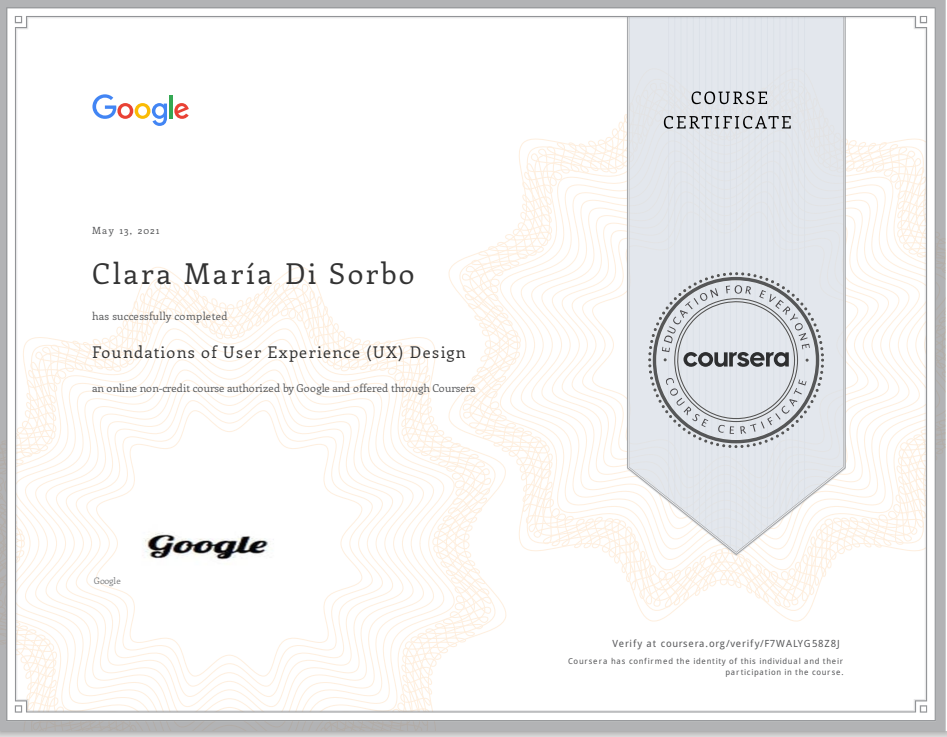 Google
COURSE
CERTIFICATE
May 13, 2021
Clara María Di Sorbo
has successfully completed
Foundations of User Experience (UX) Design
an online non-credit course authorized by Google and offered through Coursera
EDUCATION FOR EVERYONE
coursera
COURSE CERTIFICATE
Google
Google
Verify at coursera.org/verify/F7WALYG58Z8J
Coursera has confirmed the identity of this individual and their
participation in the course.